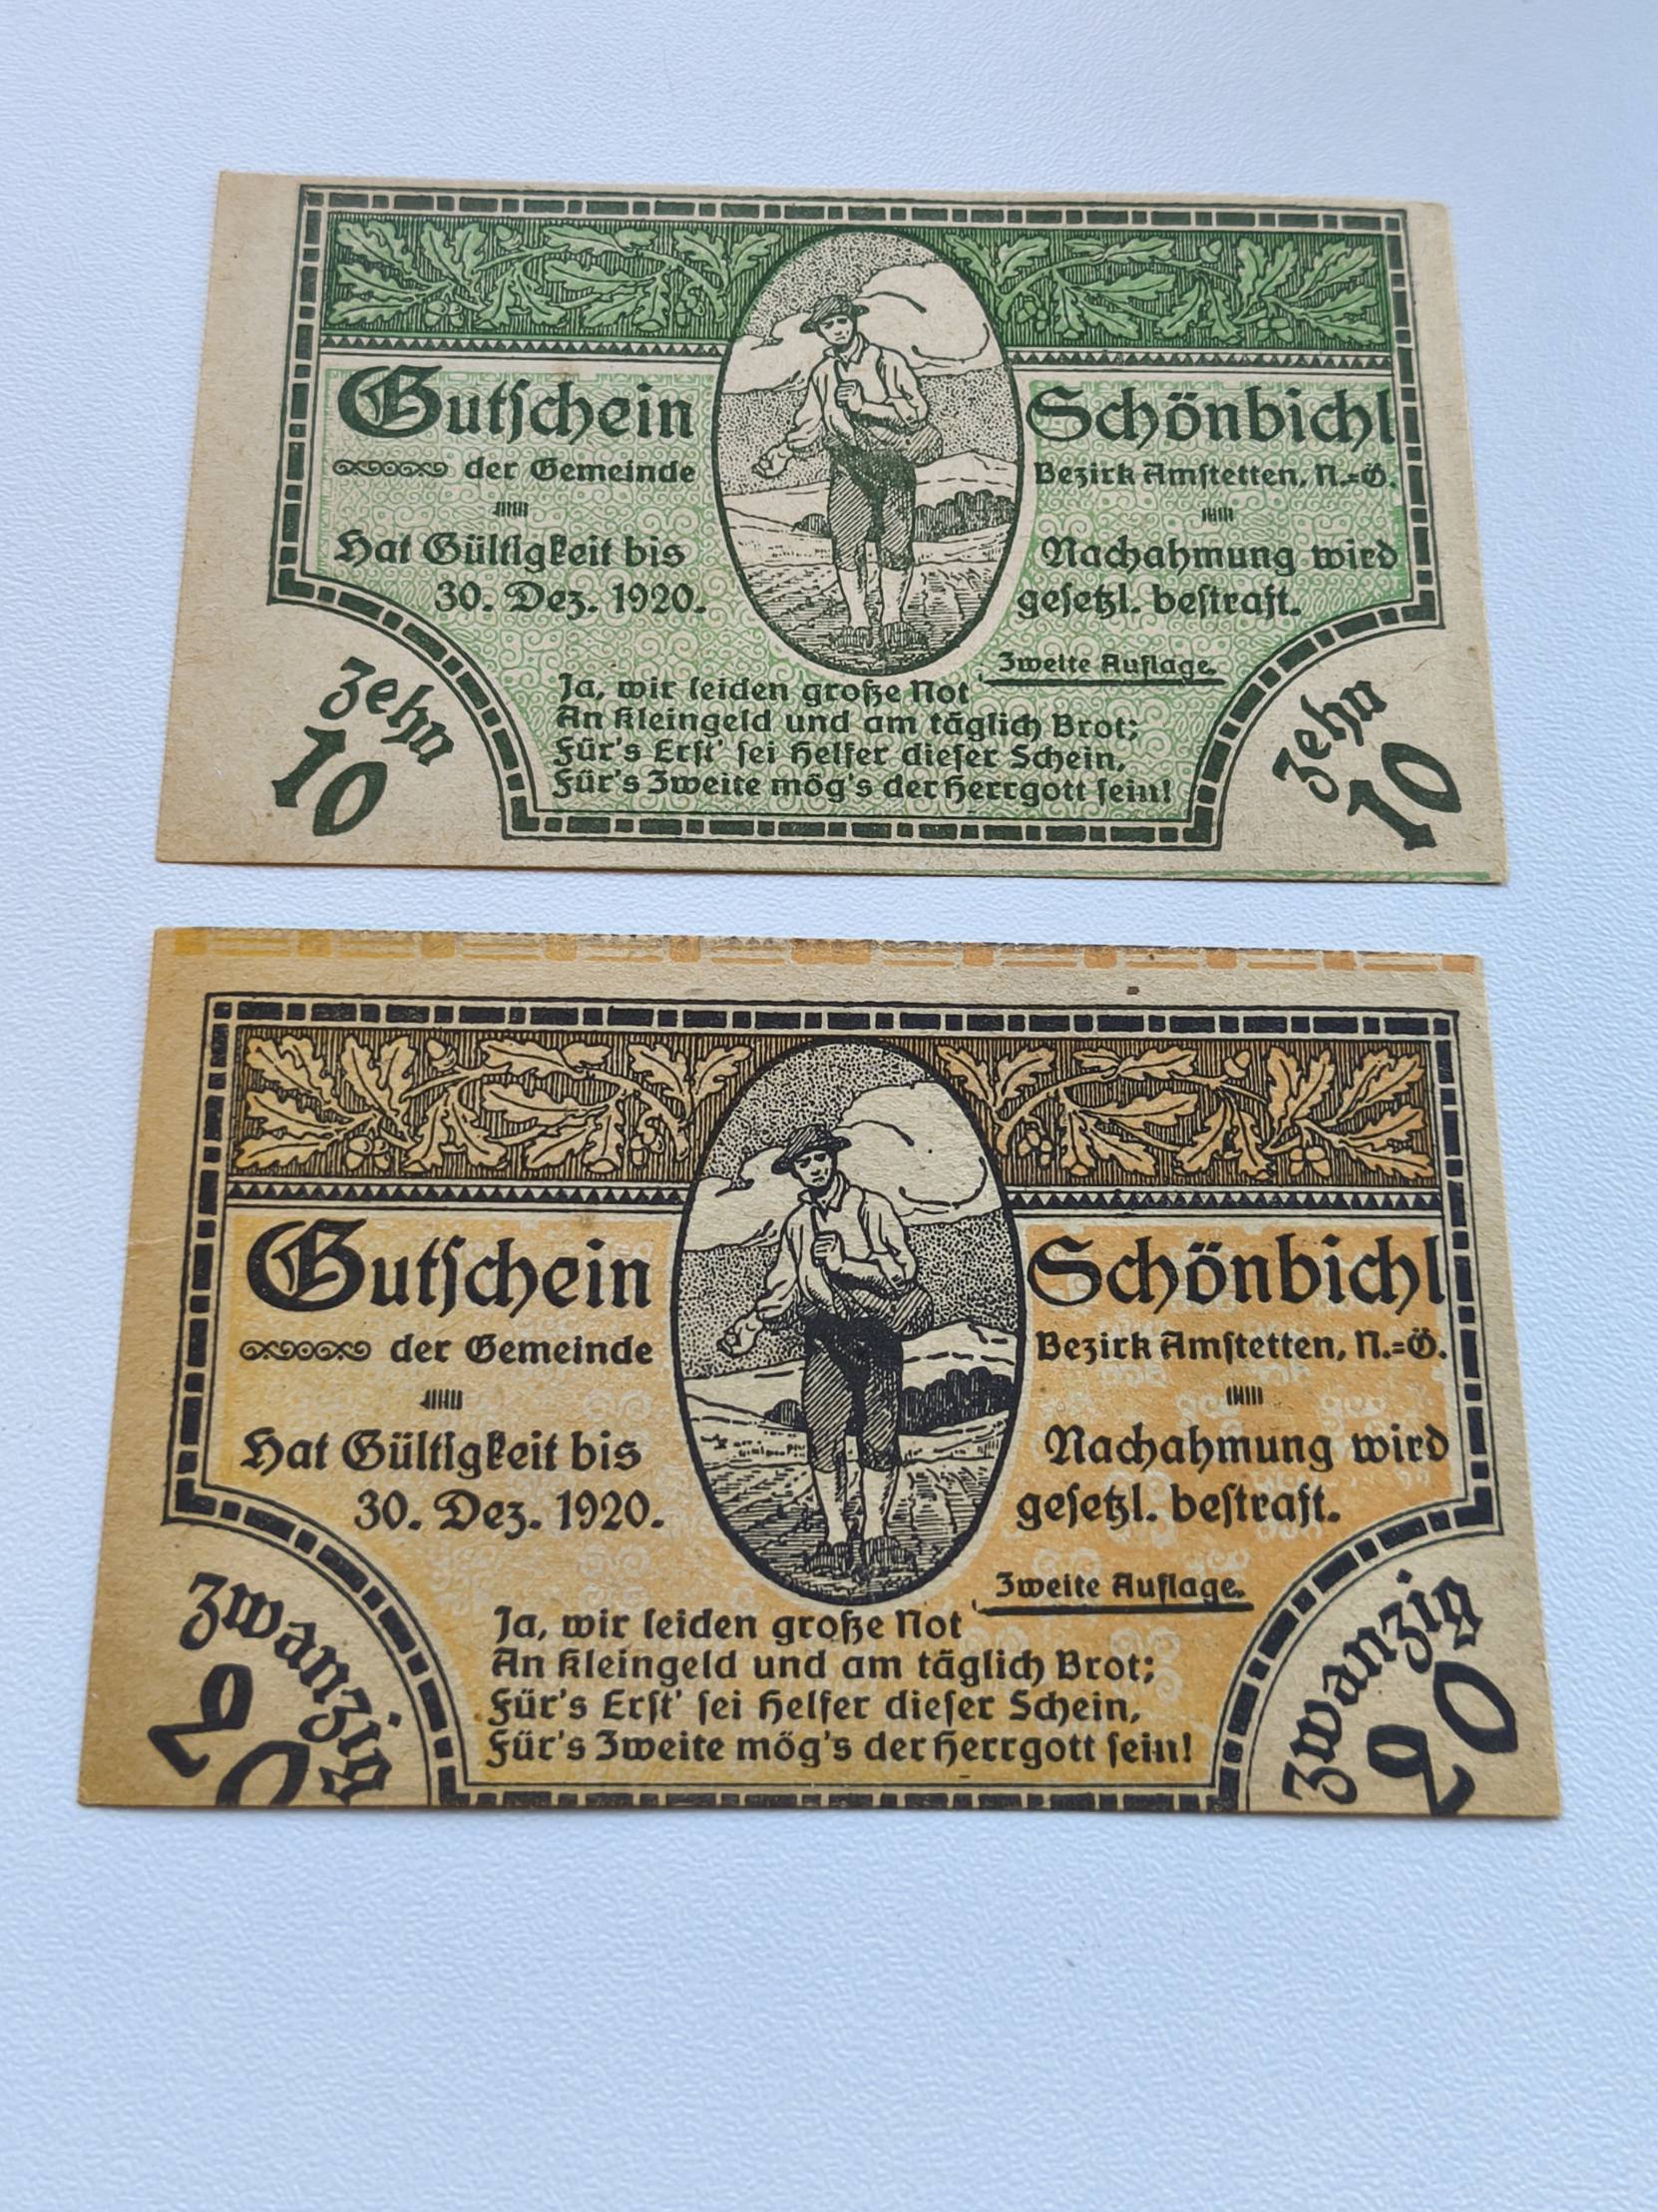 Gutschein
der Gemeinde
Hat Gültigkeit bis
30. Dez. 1920.
Schönbichl
Bezirk Amstetten, N.=Ö.
Nachahmung wird
gesetzl. bestraft.
Zweite Auflage.
Ja, wir leiden große Not
An Kleingeld und am täglich Brot;
Für's Erst' sei Helfer dieser Schein,
Für's Zweite mög's der Herrgott sein!
Zehn
10
Zehn
10
Gutschein
der Gemeinde
Hat Gültigkeit bis
30. Dez. 1920.
Schönbichl
Bezirk Amstetten, N.=Ö.
Nachahmung wird
gesetzl. bestraft.
Zweite Auflage.
Ja, wir leiden große Not
An Kleingeld und am täglich Brot;
Für's Erst' sei Helfer dieser Schein,
Für's Zweite mög's der Herrgott sein!
Zwanzig
20
Zwanzig
20